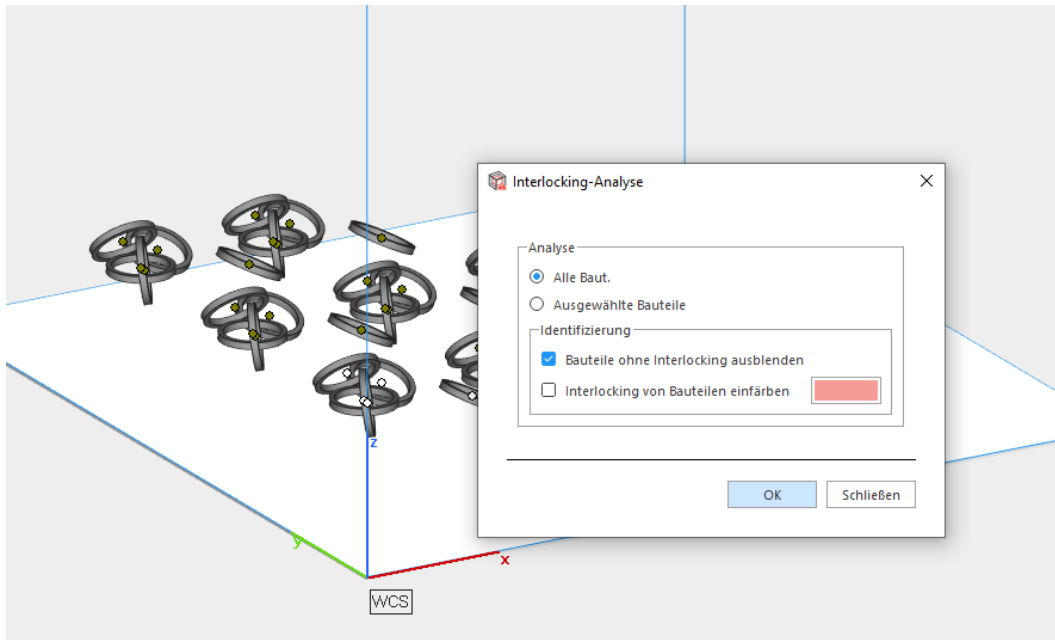 Interlocking-Analyse
Analyse
Alle Baut.
Ausgewählte Bauteile
Identifizierung
Bauteile ohne Interlocking ausblenden
Interlocking von Bauteilen einfärben
OK
Schließen
z
y
x
WCS